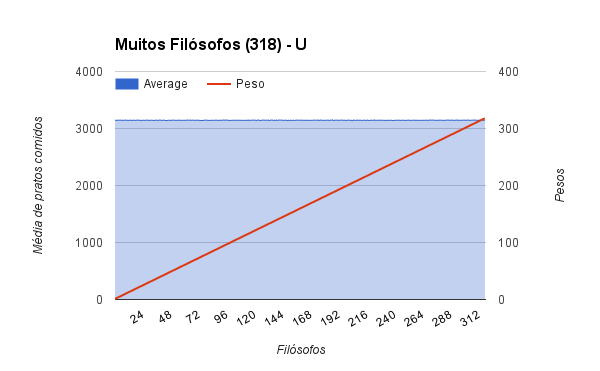 Muitos Filósofos (318) - U
Average
Peso
4000
3000
2000
1000
0
Média de pratos comidos
400
300
200
100
0
Pesos
24 48 72 96 120 144 168 192 216 240 264 288 312
Filósofos